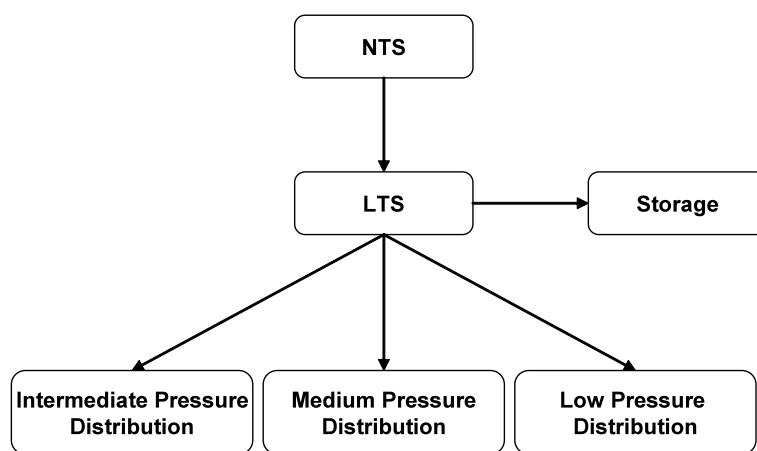 NTS
LTS
Storage
Intermediate Pressure
Distribution
Medium Pressure
Distribution
Low Pressure
Distribution